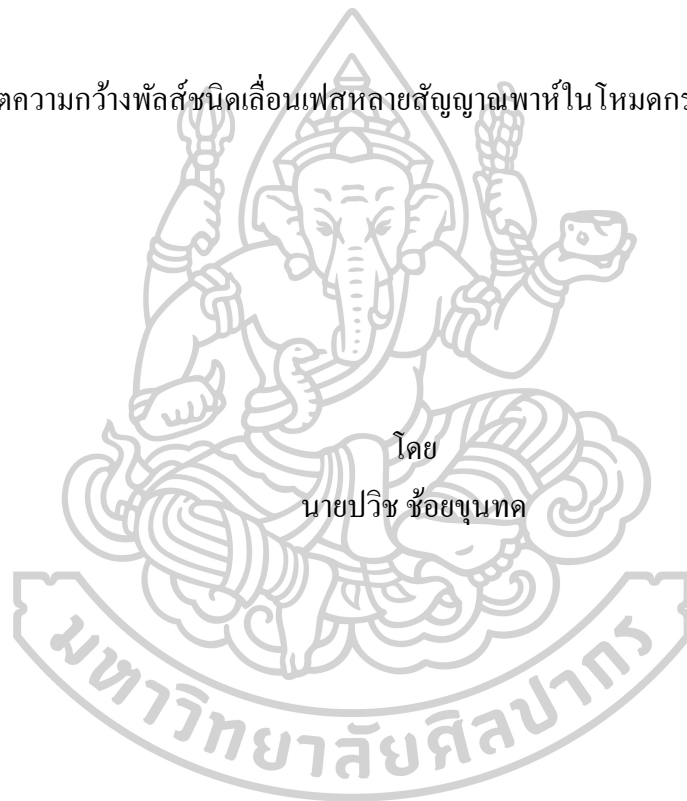 ตความกว้างพัลส์ชนิดเลื่อนเฟสหลายสัญญาณพาห์ในโหมดกร
โดย
นายปวิช ช้อยขุนทด
มหาวิทยาลัยศิลปากร